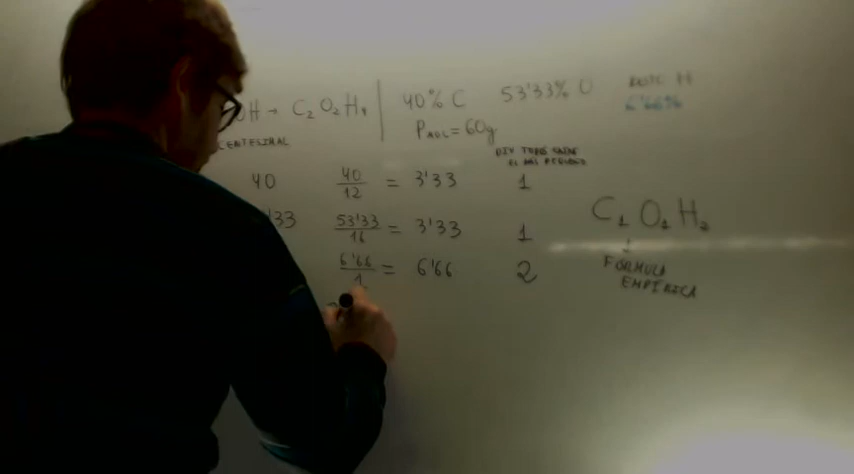 OH → C₂ O₂ H₄ | 40% C 53'33% O RESTO H
6'66%
CENTESIMAL PMOL = 60g DIV TODOS ENTRE
EL MÁS PEQUEÑO
40 40/12 = 3'33 1
'33 53'33/16 = 3'33 1
6'66/1 = 6'66 2
C₁ O₁ H₂
↓
FÓRMULA
EMPÍRICA